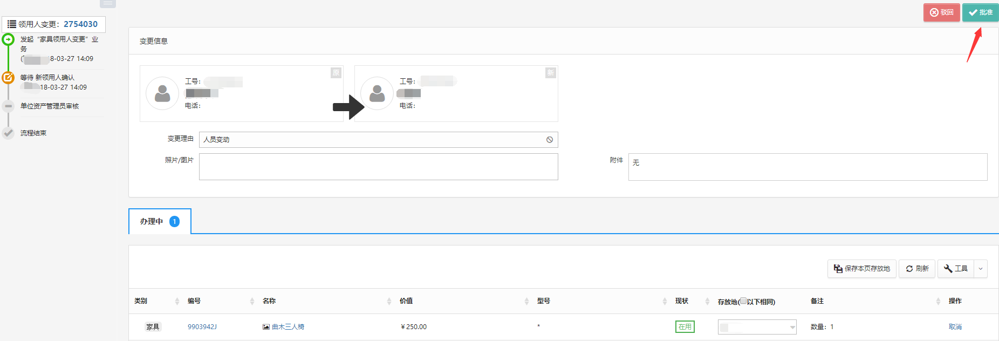 驳回
批准
领用人变更：2754030
发起“家具领用人变更”业
务
(
8-03-27 14:09
等待 新领用人确认
18-03-27 14:09
单位资产管理员审核
流程结束
变更信息
原
工号：
电话：
新
工号：
电话：
变更理由
人员变动
照片/图片
附件
无
办理中 1
保存本页存放地
刷新
工具
类别 编号 名称 价值 型号 现状 存放地(以下相同) 备注 操作
家具 9903942J 曲木三人椅 ¥250.00 * 在用 数量：1 取消